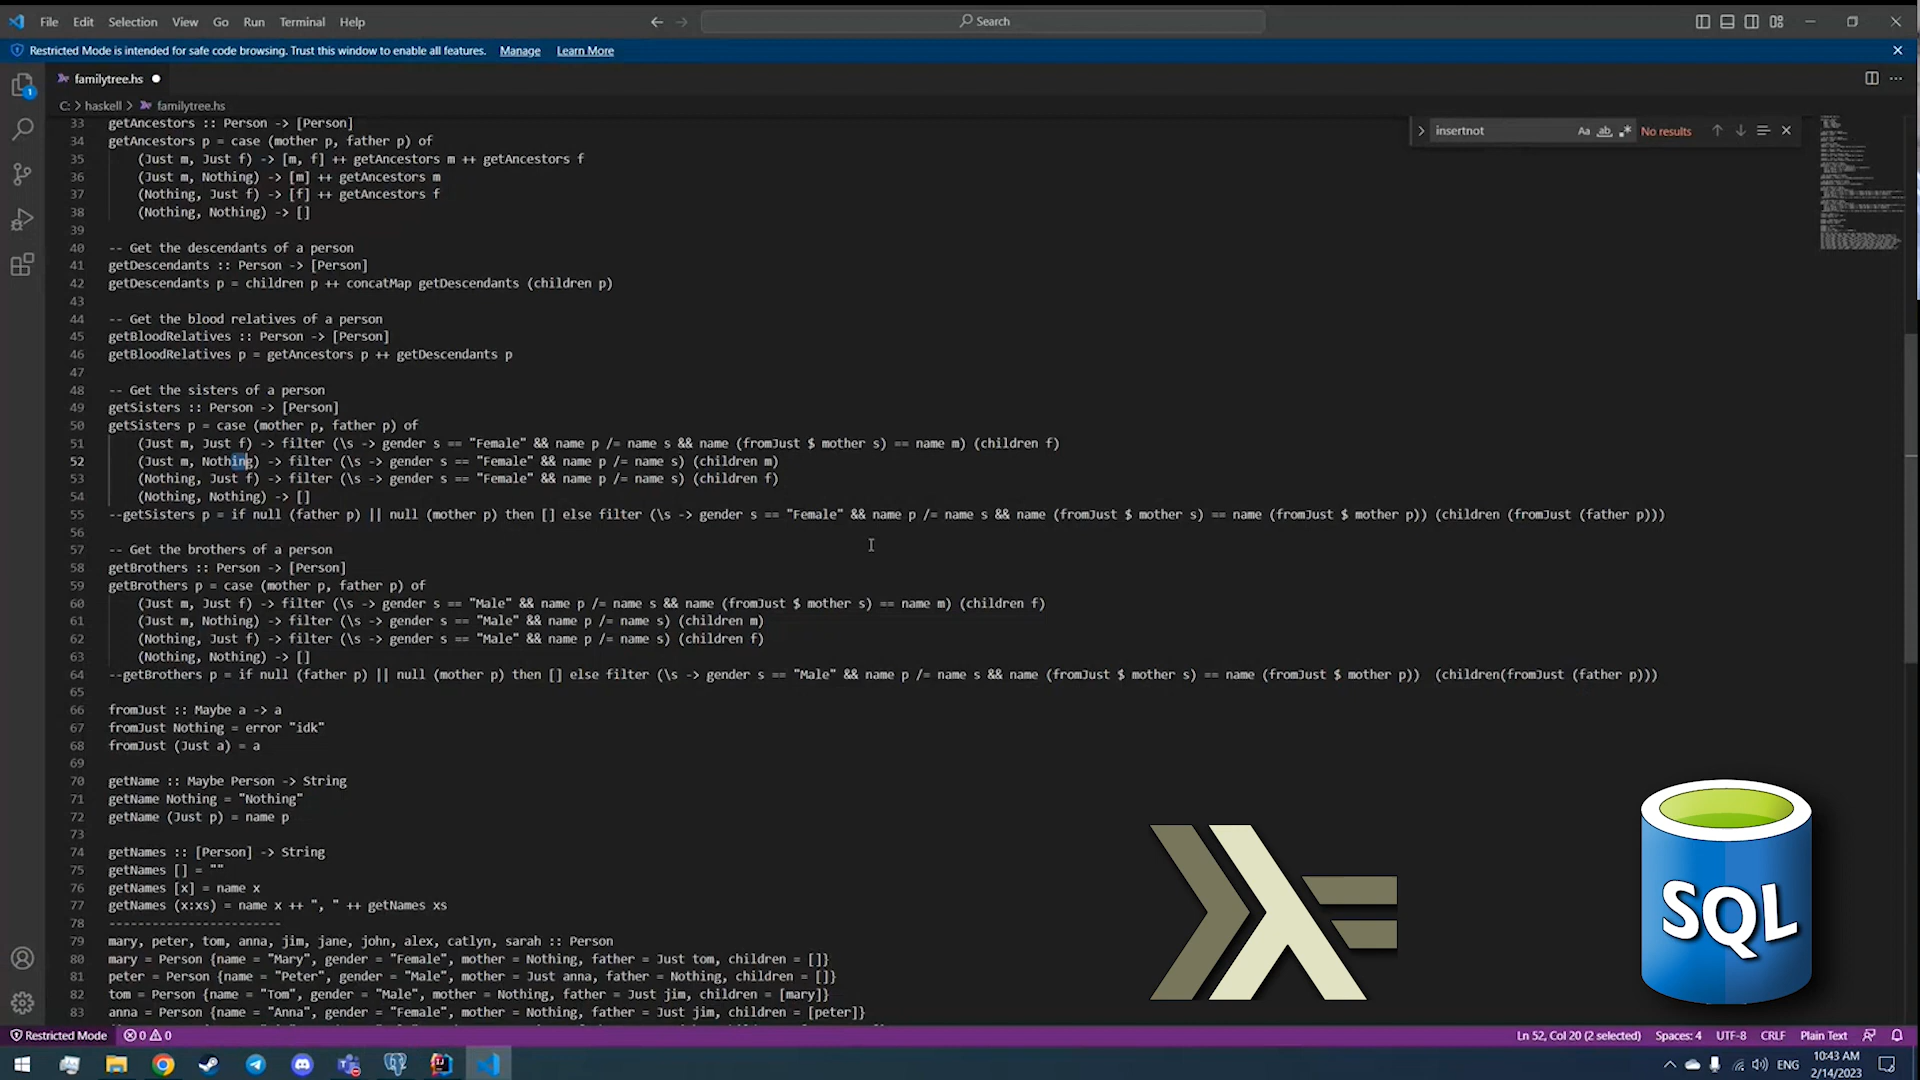 File Edit Selection View Go Run Terminal Help
Search
Restricted Mode is intended for safe code browsing. Trust this window to enable all features. Manage Learn More
familytree.hs
C: > haskell > familytree.hs
insertnot Aa ab No results
1
33 getAncestors :: Person -> [Person]
34 getAncestors p = case (mother p, father p) of
35 (Just m, Just f) -> [m, f] ++ getAncestors m ++ getAncestors f
36 (Just m, Nothing) -> [m] ++ getAncestors m
37 (Nothing, Just f) -> [f] ++ getAncestors f
38 (Nothing, Nothing) -> []
39
40 -- Get the descendants of a person
41 getDescendants :: Person -> [Person]
42 getDescendants p = children p ++ concatMap getDescendants (children p)
43
44 -- Get the blood relatives of a person
45 getBloodRelatives :: Person -> [Person]
46 getBloodRelatives p = getAncestors p ++ getDescendants p
47
48 -- Get the sisters of a person
49 getSisters :: Person -> [Person]
50 getSisters p = case (mother p, father p) of
51 (Just m, Just f) -> filter (\s -> gender s == "Female" && name p /= name s && name (fromJust $ mother s) == name m) (children f)
52 (Just m, Nothing) -> filter (\s -> gender s == "Female" && name p /= name s) (children m)
53 (Nothing, Just f) -> filter (\s -> gender s == "Female" && name p /= name s) (children f)
54 (Nothing, Nothing) -> []
55 --getSisters p = if null (father p) || null (mother p) then [] else filter (\s -> gender s == "Female" && name p /= name s && name (fromJust $ mother s) == name (fromJust $ mother p)) (children (fromJust (father p)))
56
57 -- Get the brothers of a person
58 getBrothers :: Person -> [Person]
59 getBrothers p = case (mother p, father p) of
60 (Just m, Just f) -> filter (\s -> gender s == "Male" && name p /= name s && name (fromJust $ mother s) == name m) (children f)
61 (Just m, Nothing) -> filter (\s -> gender s == "Male" && name p /= name s) (children m)
62 (Nothing, Just f) -> filter (\s -> gender s == "Male" && name p /= name s) (children f)
63 (Nothing, Nothing) -> []
64 --getBrothers p = if null (father p) || null (mother p) then [] else filter (\s -> gender s == "Male" && name p /= name s && name (fromJust $ mother s) == name (fromJust $ mother p)) (children(fromJust (father p)))
65
66 fromJust :: Maybe a -> a
67 fromJust Nothing = error "idk"
68 fromJust (Just a) = a
69
70 getName :: Maybe Person -> String
71 getName Nothing = "Nothing"
72 getName (Just p) = name p
73
74 getNames :: [Person] -> String
75 getNames [] = ""
76 getNames [x] = name x
77 getNames (x:xs) = name x ++ ", " ++ getNames xs
78 ------------------------
79 mary, peter, tom, anna, jim, jane, john, alex, catlyn, sarah :: Person
80 mary = Person {name = "Mary", gender = "Female", mother = Nothing, father = Just tom, children = []}
81 peter = Person {name = "Peter", gender = "Male", mother = Just anna, father = Nothing, children = []}
82 tom = Person {name = "Tom", gender = "Male", mother = Nothing, father = Just jim, children = [mary]}
83 anna = Person {name = "Anna", gender = "Female", mother = Nothing, father = Just jim, children = [peter]}
SQL
Restricted Mode 0 0 Ln 52, Col 20 (2 selected) Spaces: 4 UTF-8 CRLF Plain Text
ENG 10:43 AM
2/14/2023